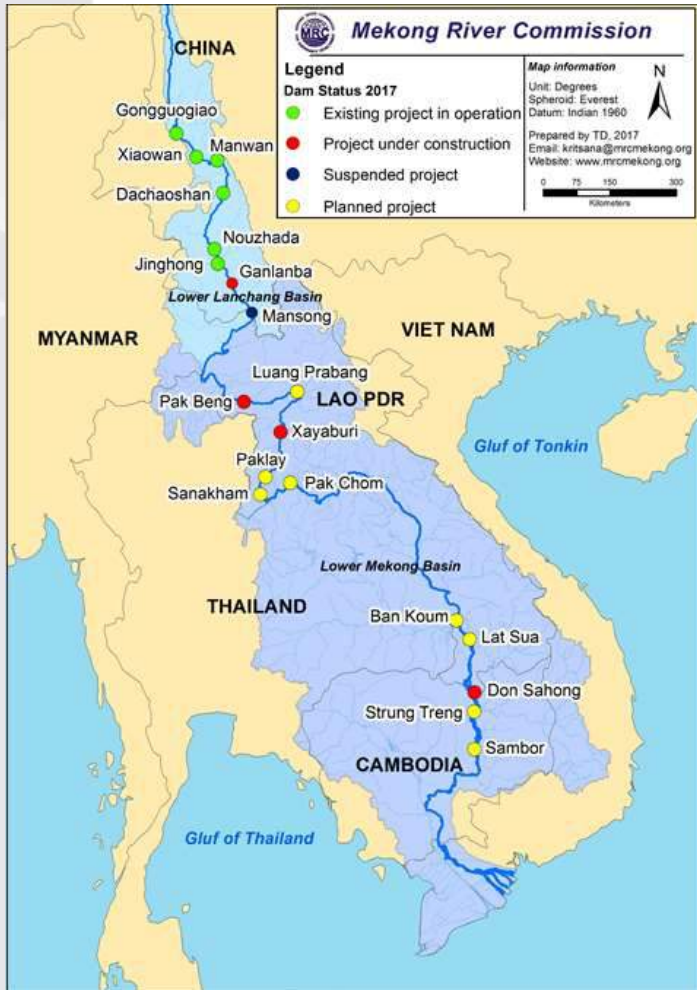 CHINA
MRC
Mekong River Commission
Legend
Dam Status 2017
Existing project in operation
Project under construction
Suspended project
Planned project
Map information
Unit: Degrees
Spheroid: Everest
Datum: Indian 1960
N
Prepared by TD, 2017
Email: kritsana@mrcmekong.org
Website: www.mrcmekong.org
0 75 150 300
Kilometers
Gongguogiao
Xiaowan
Manwan
Dachaoshan
Nouzhada
Jinghong
Ganlanba
Lower Lanchang Basin
Mansong
MYANMAR
VIET NAM
Luang Prabang
Pak Beng
LAO PDR
Xayaburi
Gluf of Tonkin
Paklay
Sanakham
Pak Chom
Lower Mekong Basin
THAILAND
Ban Koum
Lat Sua
Don Sahong
Strung Treng
Sambor
CAMBODIA
Gluf of Thailand